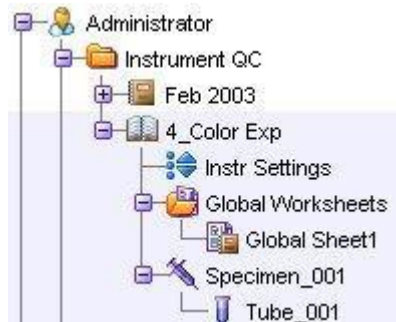 Administrator
Instrument QC
Feb 2003
4_Color Exp
Instr Settings
Global Worksheets
Global Sheet1
Specimen_001
Tube_001